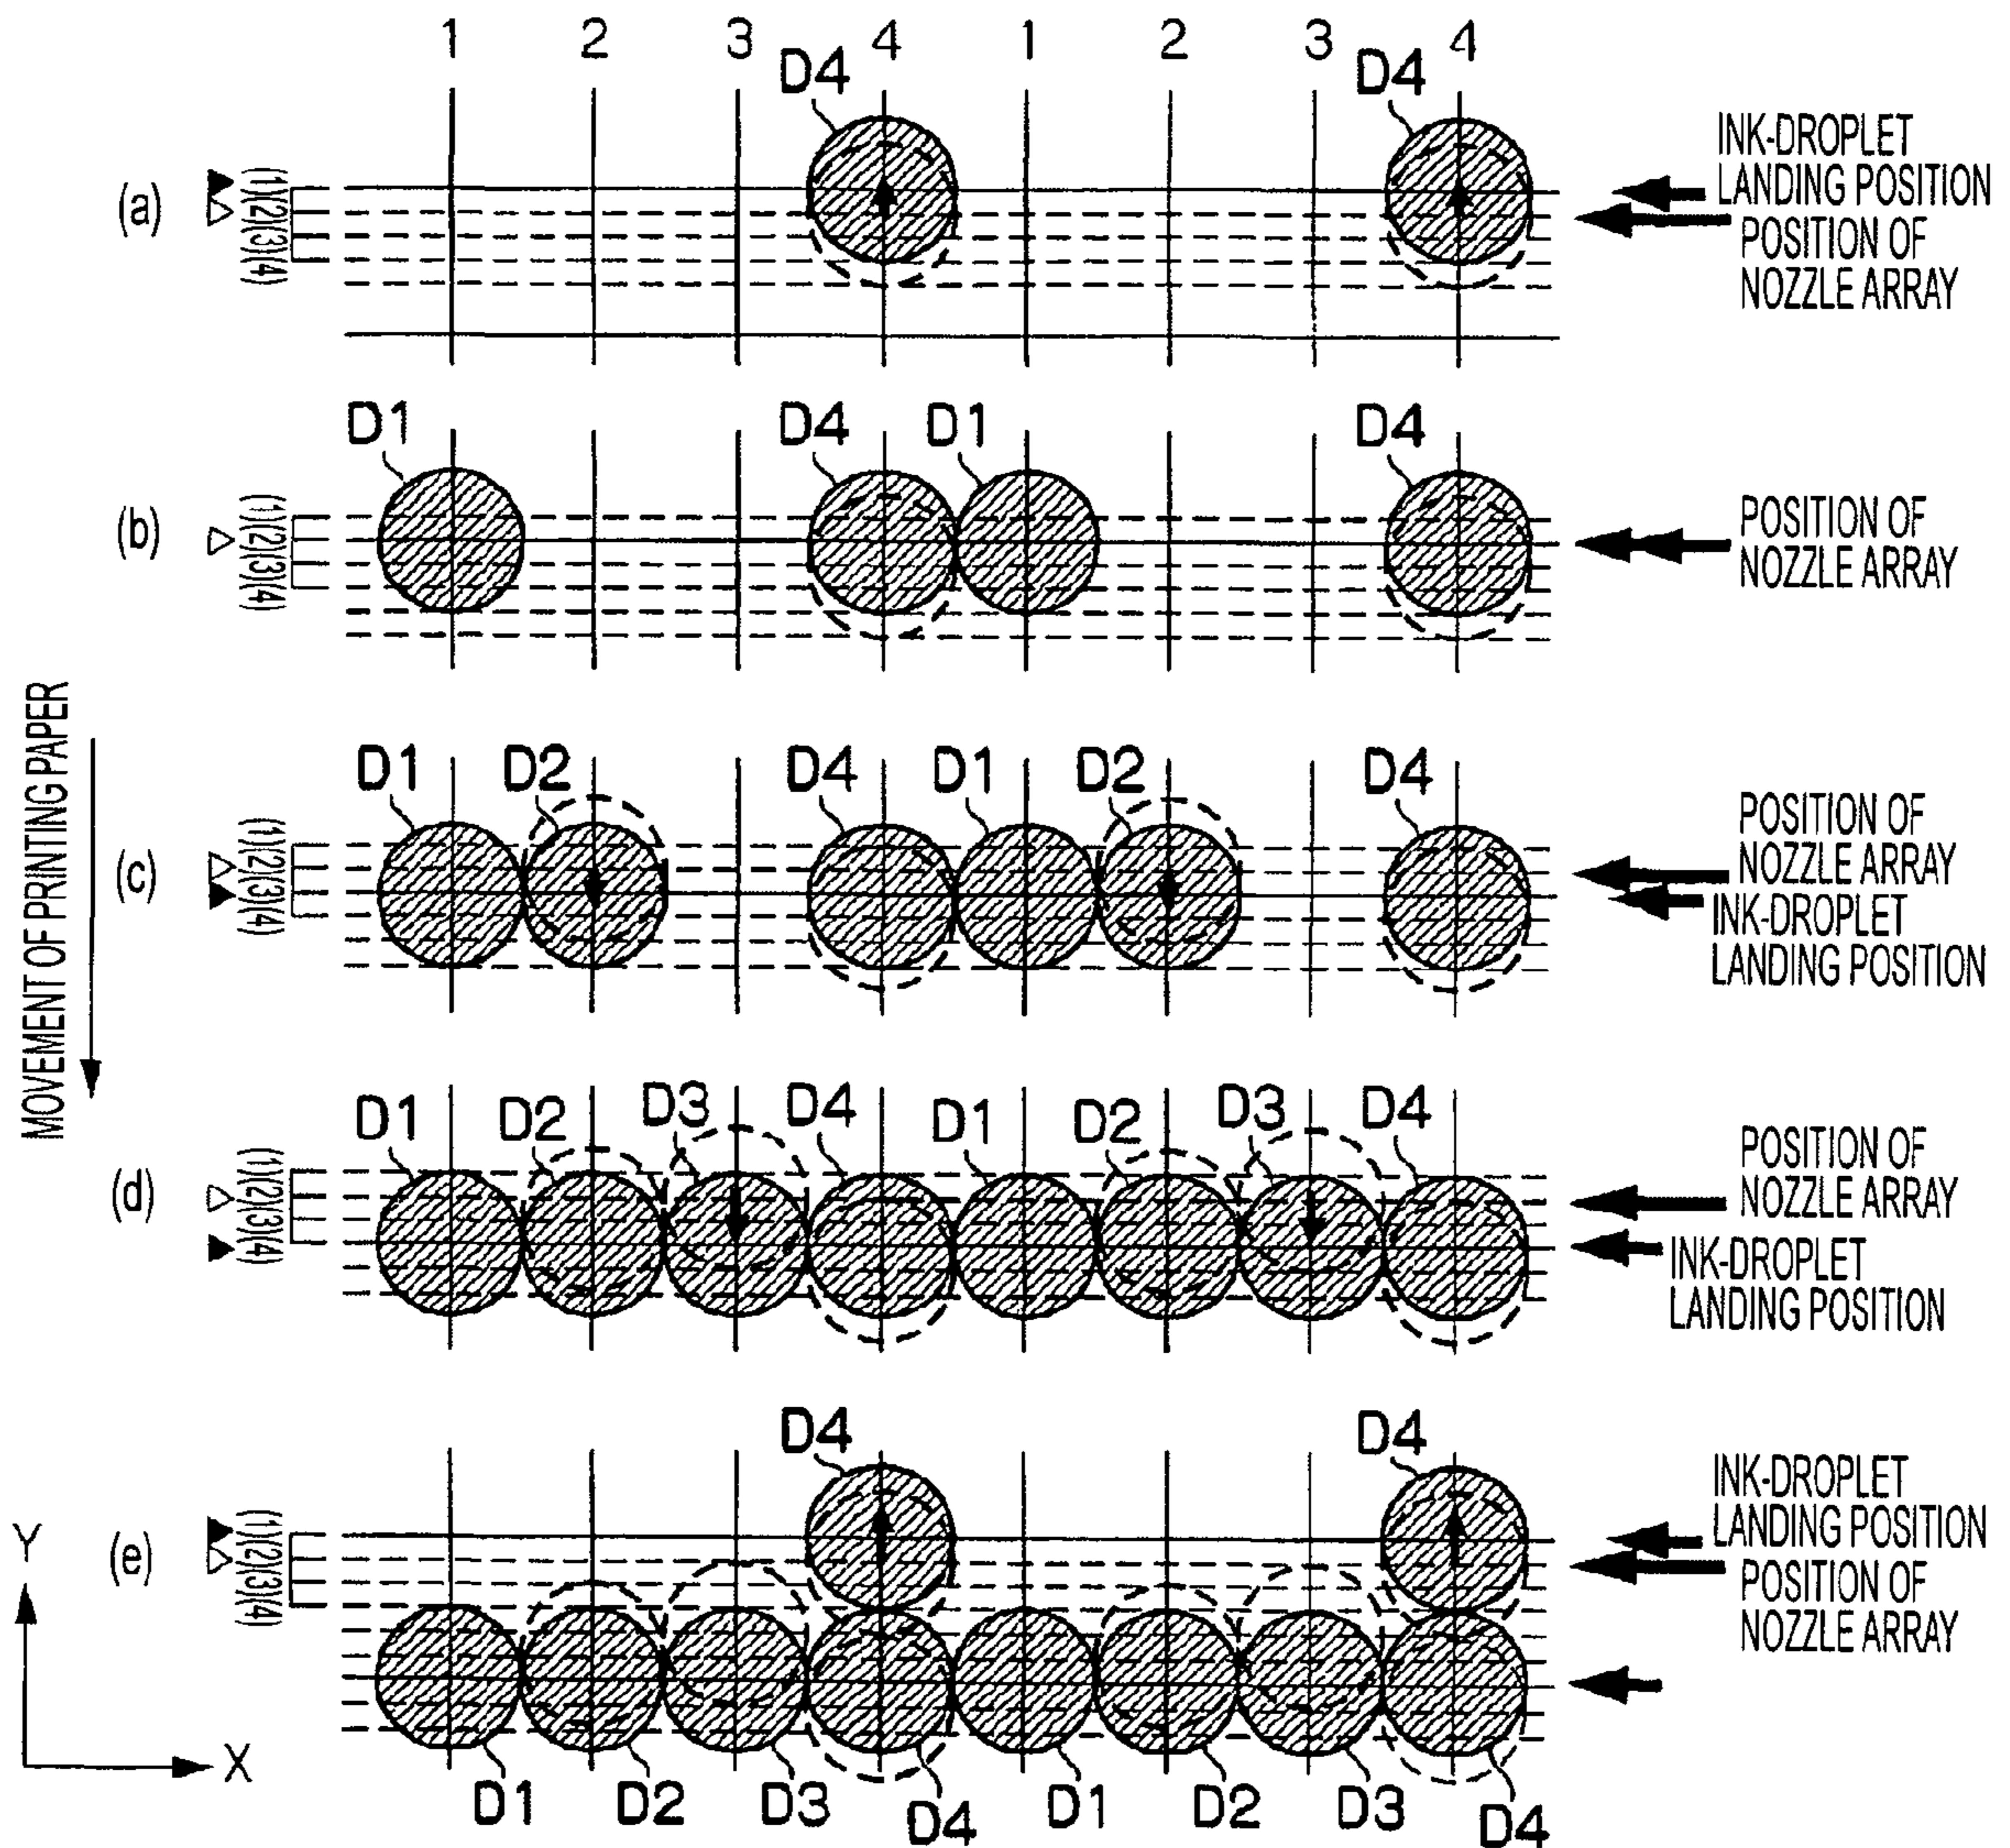 1 2 3 4 1 2 3 4
D4 D4
(a)
(1)(2)(3)(4)
INK-DROPLET
LANDING POSITION
POSITION OF
NOZZLE ARRAY
D1 D4 D1 D4
(b)
(1)(2)(3)(4)
POSITION OF
NOZZLE ARRAY
MOVEMENT OF PRINTING PAPER
D1 D2 D4 D1 D2 D4
(c)
(1)(2)(3)(4)
POSITION OF
NOZZLE ARRAY
INK-DROPLET
LANDING POSITION
D1 D2 D3 D4 D1 D2 D3 D4
(d)
(1)(2)(3)(4)
POSITION OF
NOZZLE ARRAY
INK-DROPLET
LANDING POSITION
D4 D4
(e)
(1)(2)(3)(4)
INK-DROPLET
LANDING POSITION
POSITION OF
NOZZLE ARRAY
Y
X
D1 D2 D3 D4 D1 D2 D3 D4